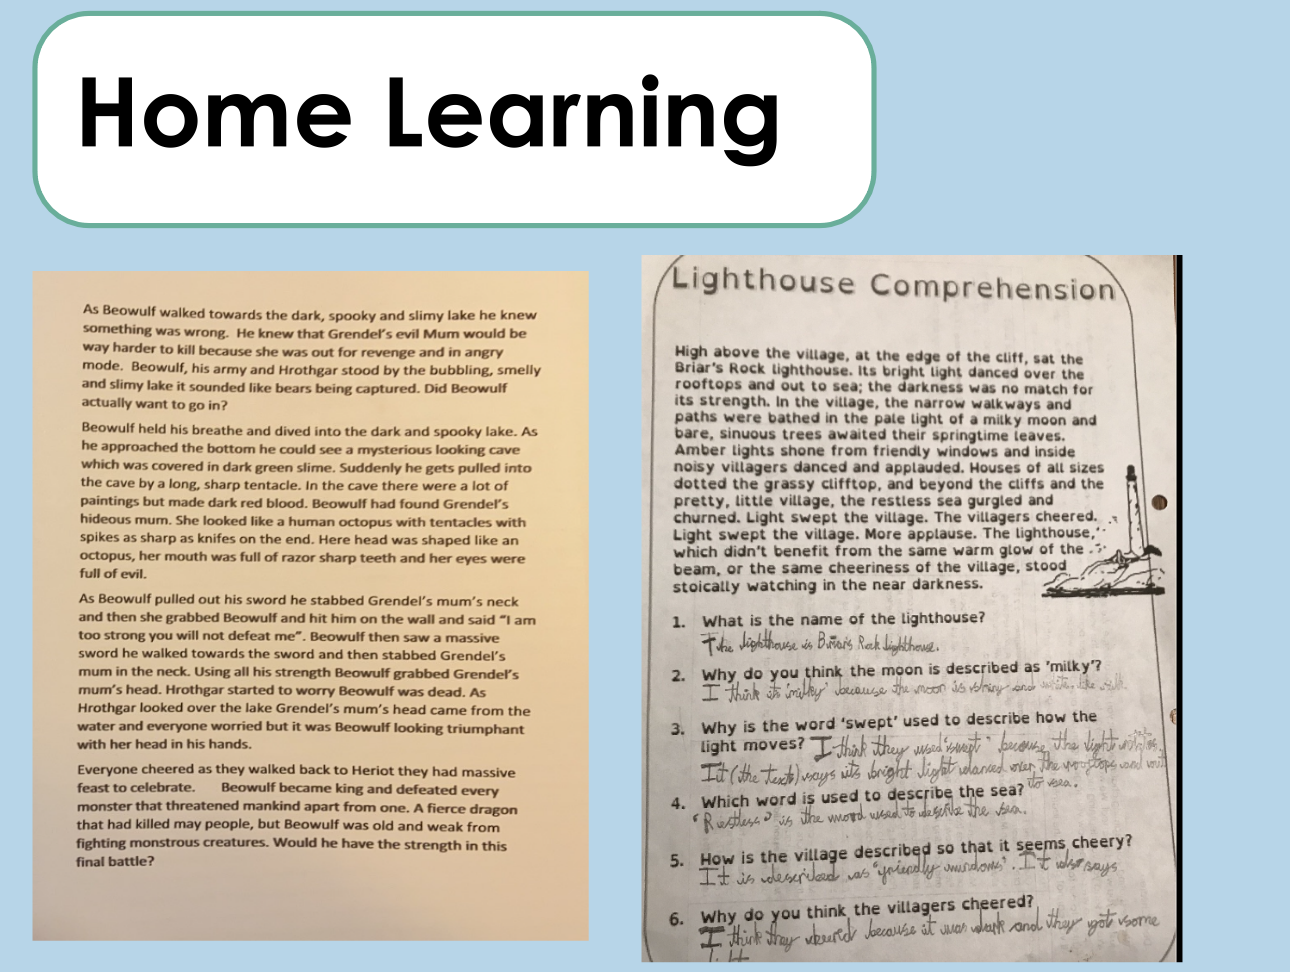 Home Learning
As Beowulf walked towards the dark, spooky and slimy lake he knew
something was wrong.  He knew that Grendel's evil Mum would be
way harder to kill because she was out for revenge and in angry
mode.  Beowulf, his army and Hrothgar stood by the bubbling, smelly
and slimy lake it sounded like bears being captured. Did Beowulf
actually want to go in?
Beowulf held his breathe and dived into the dark and spooky lake. As
he approached the bottom he could see a mysterious looking cave
which was covered in dark green slime. Suddenly he gets pulled into
the cave by a long, sharp tentacle. In the cave there were a lot of
paintings but made dark red blood. Beowulf had found Grendel's
hideous mum. She looked like a human octopus with tentacles with
spikes as sharp as knifes on the end. Here head was shaped like an
octopus, her mouth was full of razor sharp teeth and her eyes were
full of evil.
As Beowulf pulled out his sword he stabbed Grendel's mum's neck
and then she grabbed Beowulf and hit him on the wall and said "I am
too strong you will not defeat me". Beowulf then saw a massive
sword he walked towards the sword and then stabbed Grendel's
mum in the neck. Using all his strength Beowulf grabbed Grendel's
mum's head. Hrothgar started to worry Beowulf was dead. As
Hrothgar looked over the lake Grendel's mum's head came from the
water and everyone worried but it was Beowulf looking triumphant
with her head in his hands.
Everyone cheered as they walked back to Heriot they had massive
feast to celebrate.      Beowulf became king and defeated every
monster that threatened mankind apart from one. A fierce dragon
that had killed may people, but Beowulf was old and weak from
fighting monstrous creatures. Would he have the strength in this
final battle?
Lighthouse Comprehension
High above the village, at the edge of the cliff, sat the
Briar's Rock lighthouse. Its bright light danced over the
rooftops and out to sea; the darkness was no match for
its strength. In the village, the narrow walkways and
paths were bathed in the pale light of a milky moon and
bare, sinuous trees awaited their springtime leaves.
Amber lights shone from friendly windows and inside
noisy villagers danced and applauded. Houses of all sizes
dotted the grassy clifftop, and beyond the cliffs and the
pretty, little village, the restless sea gurgled and
churned. Light swept the village. The villagers cheered.
Light swept the village. More applause. The lighthouse,
which didn't benefit from the same warm glow of the
beam, or the same cheeriness of the village, stood
stoically watching in the near darkness.
1. What is the name of the lighthouse?
The lighthouse is Briar's Rock lighthouse.
2. Why do you think the moon is described as 'milky'?
I think its 'milky' because the moon is shiny and white, like milk.
3. Why is the word 'swept' used to describe how the
light moves? I think they used 'swept' because the light
It (the text) says its bright light danced over the rooftops and out
to sea.
4. Which word is used to describe the sea?
"Restless" is the word used to describe the sea.
5. How is the village described so that it seems cheery?
It is described as 'friendly windows'. It also says
6. Why do you think the villagers cheered?
I think they cheered because it was dark and they got some